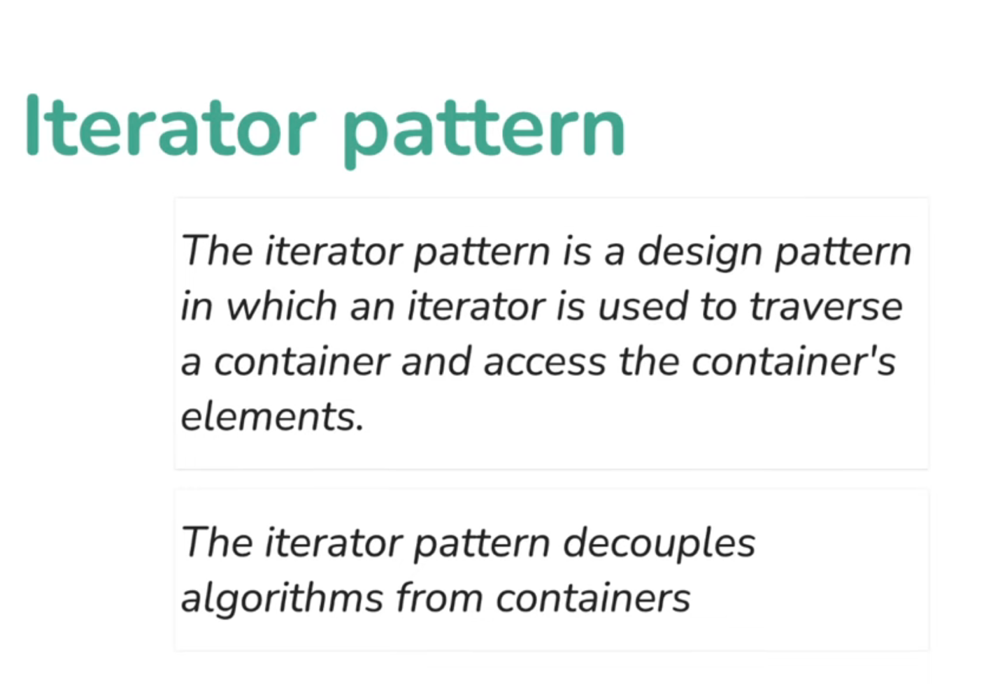 Iterator pattern
The iterator pattern is a design pattern
in which an iterator is used to traverse
a container and access the container's
elements.
The iterator pattern decouples
algorithms from containers